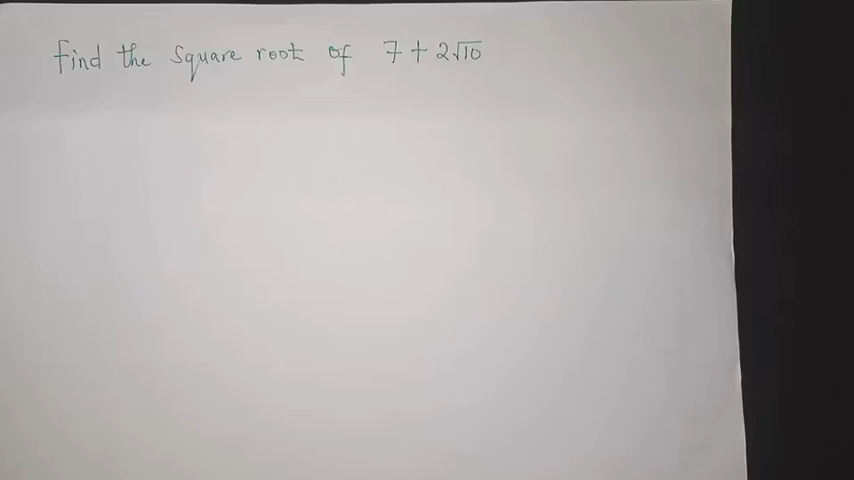 find the square root of 7 + 2√10